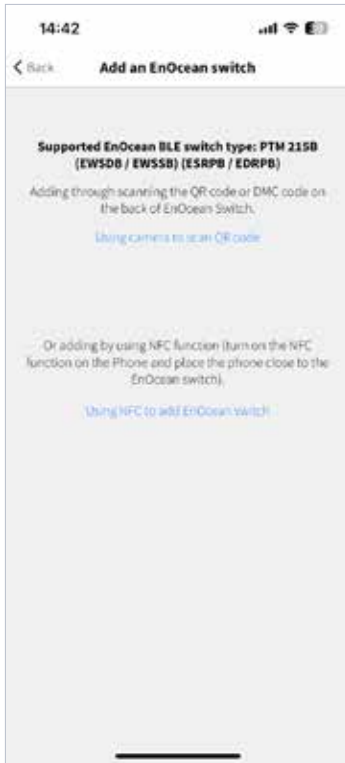 14:42
Back
Add an EnOcean switch
Supported EnOcean BLE switch type: PTM 215B
(EWSDB / EWSSB) (ESRPB / EDRPB)
Adding through scanning the QR code or DMC code on
the back of EnOcean Switch.
Using camera to scan QR code
Or adding by using NFC function (turn on the NFC
function on the Phone and place the phone close to the
EnOcean switch).
Using NFC to add EnOcean switch